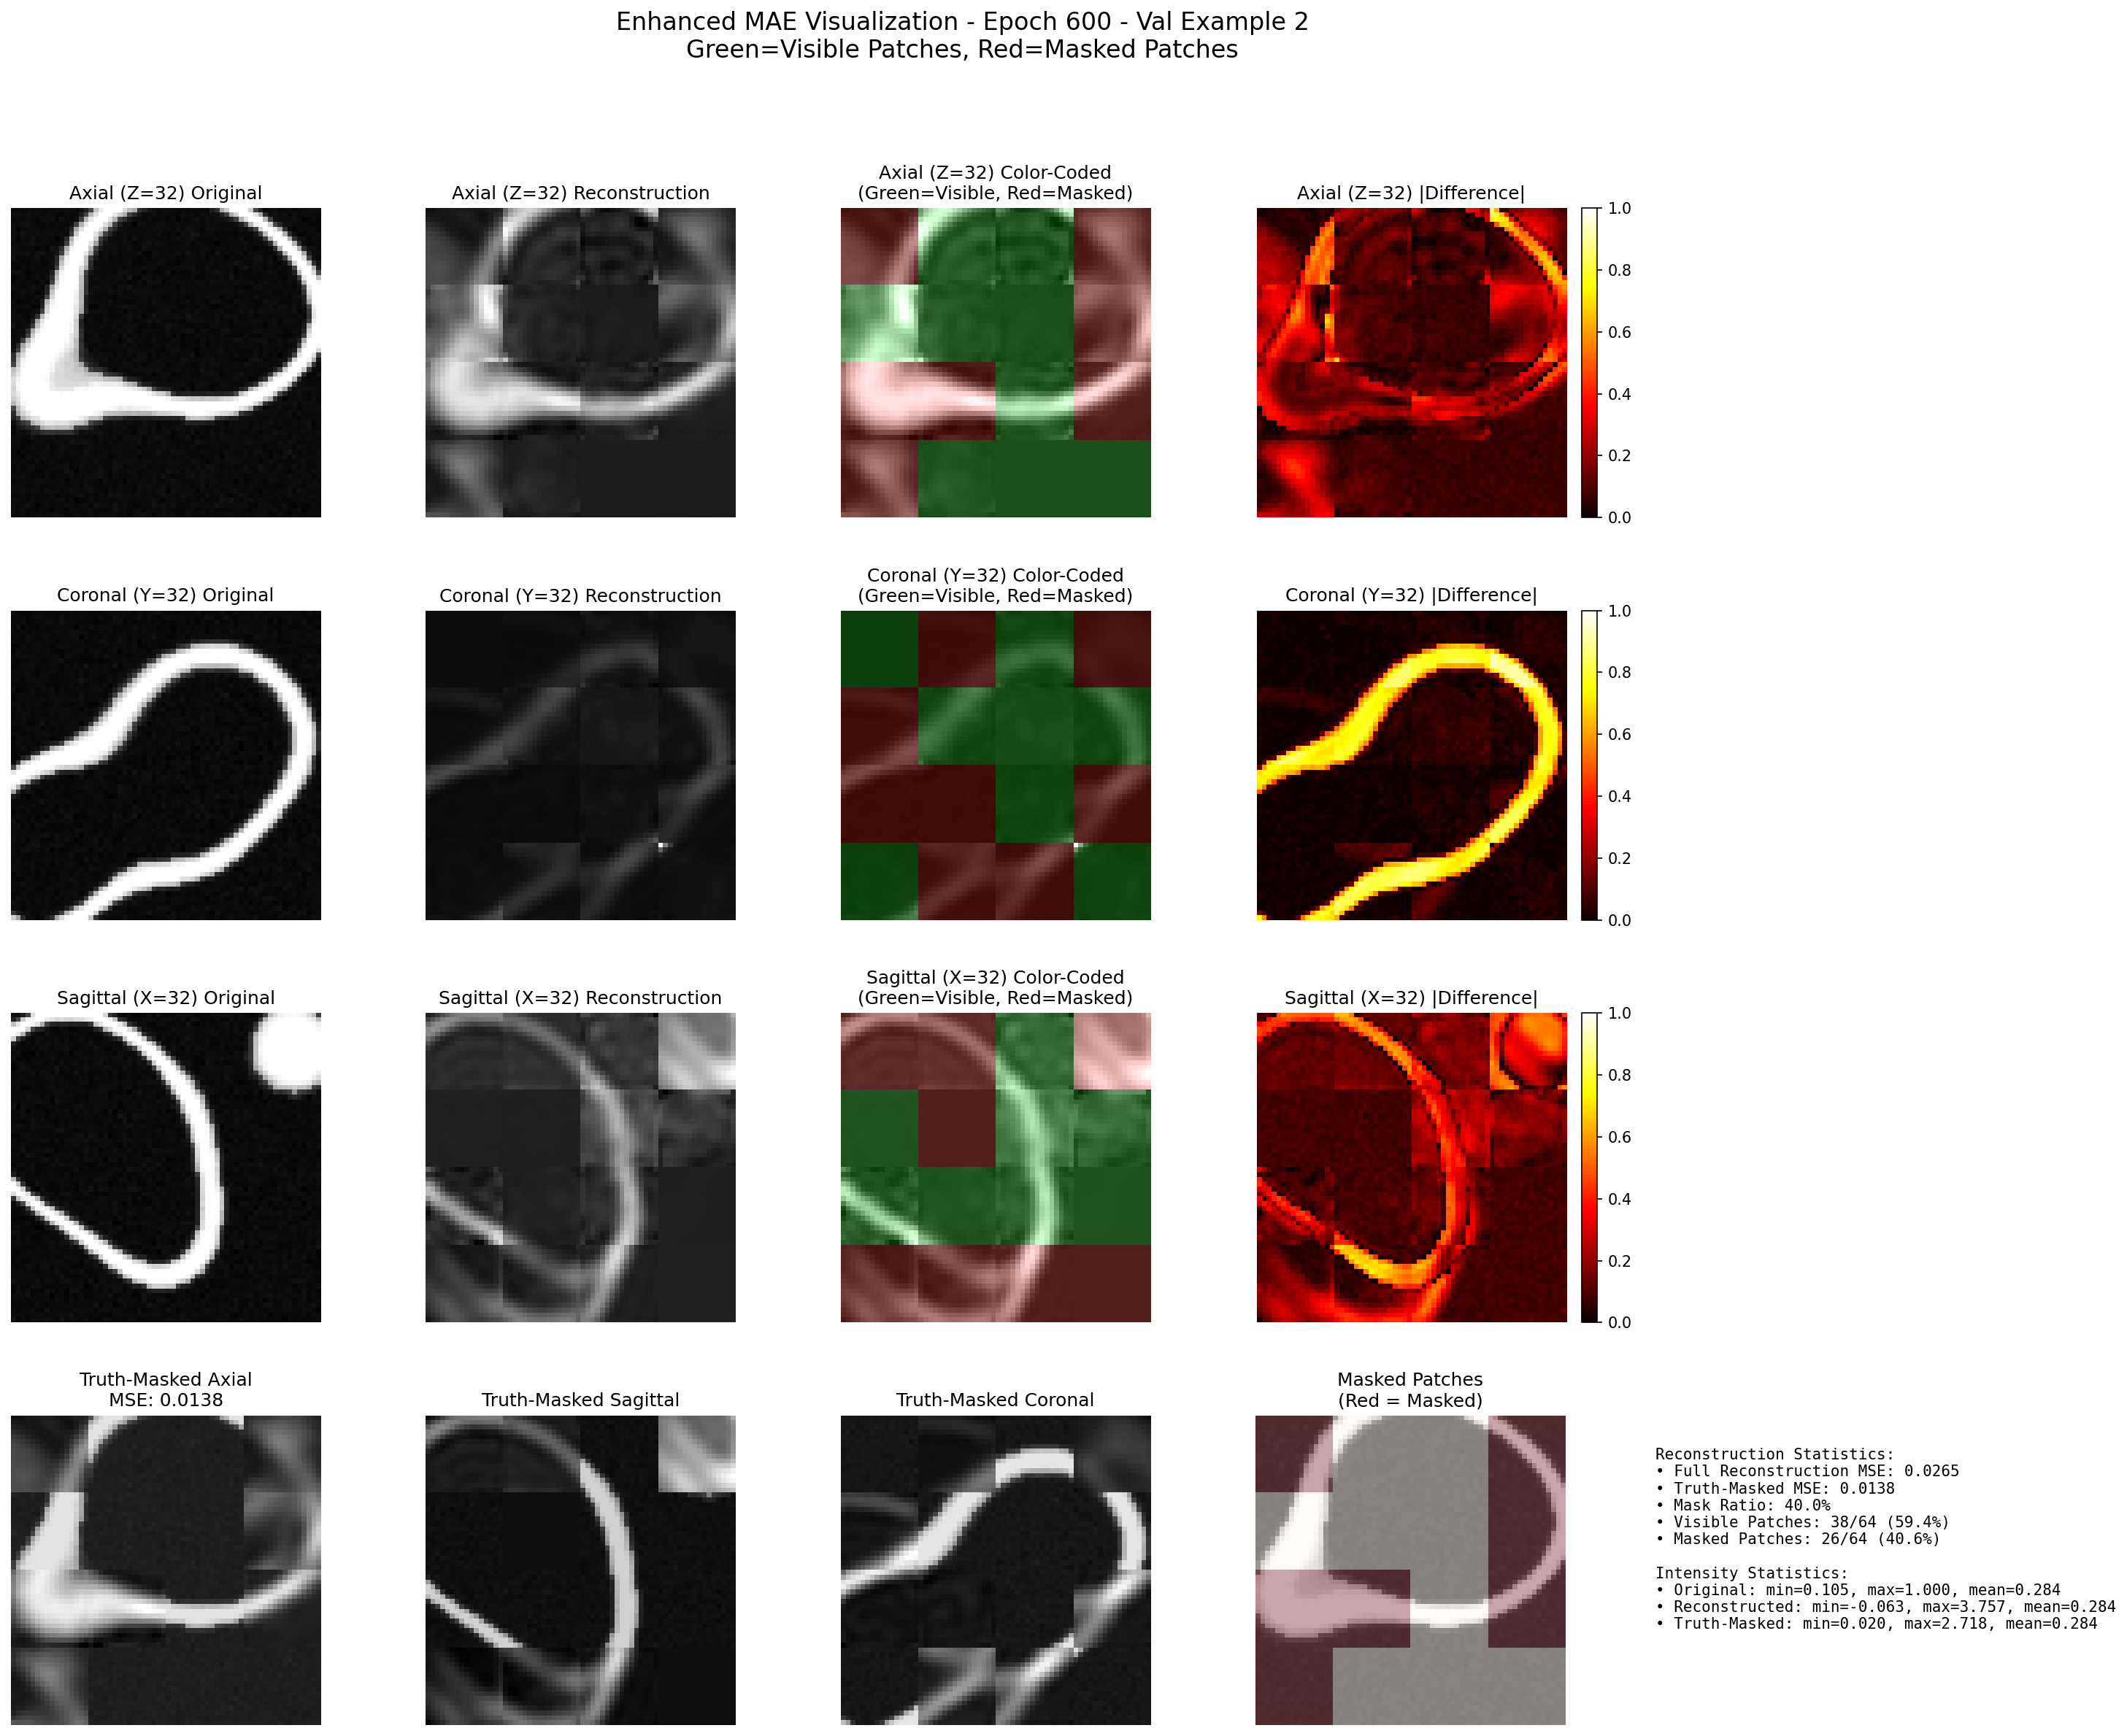 Enhanced MAE Visualization - Epoch 600 - Val Example 2
Green=Visible Patches, Red=Masked Patches
Axial (Z=32) Original
Axial (Z=32) Reconstruction
Axial (Z=32) Color-Coded
(Green=Visible, Red=Masked)
Axial (Z=32) |Difference|
1.0
0.8
0.6
0.4
0.2
0.0
Coronal (Y=32) Original
Coronal (Y=32) Reconstruction
Coronal (Y=32) Color-Coded
(Green=Visible, Red=Masked)
Coronal (Y=32) |Difference|
1.0
0.8
0.6
0.4
0.2
0.0
Sagittal (X=32) Original
Sagittal (X=32) Reconstruction
Sagittal (X=32) Color-Coded
(Green=Visible, Red=Masked)
Sagittal (X=32) |Difference|
1.0
0.8
0.6
0.4
0.2
0.0
Truth-Masked Axial
MSE: 0.0138
Truth-Masked Sagittal
Truth-Masked Coronal
Masked Patches
(Red = Masked)
Reconstruction Statistics:
• Full Reconstruction MSE: 0.0265
• Truth-Masked MSE: 0.0138
• Mask Ratio: 40.0%
• Visible Patches: 38/64 (59.4%)
• Masked Patches: 26/64 (40.6%)
Intensity Statistics:
• Original: min=0.105, max=1.000, mean=0.284
• Reconstructed: min=-0.063, max=3.757, mean=0.284
• Truth-Masked: min=0.020, max=2.718, mean=0.284